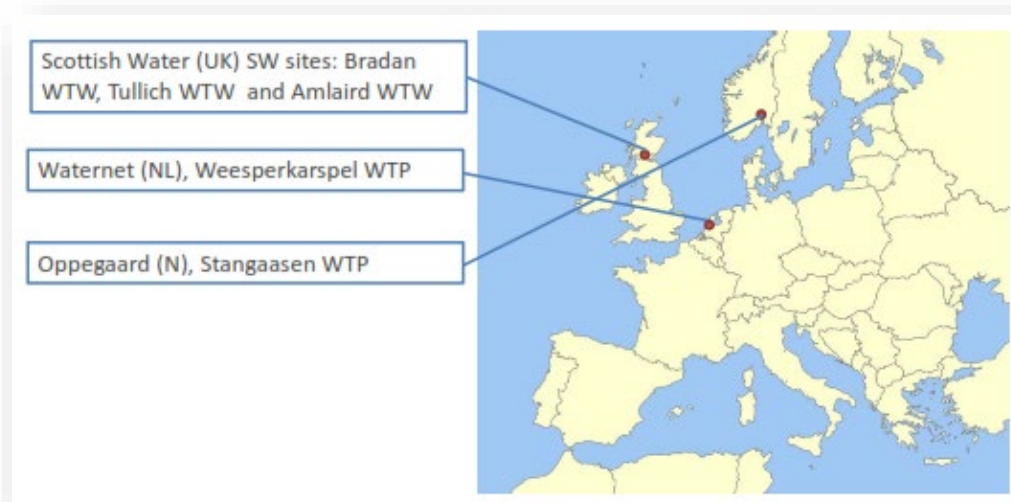 Scottish Water (UK) SW sites: Bradan
WTW, Tullich WTW and Amlaird WTW
Waternet (NL), Weesperkarspel WTP
Oppegaard (N), Stangaasen WTP